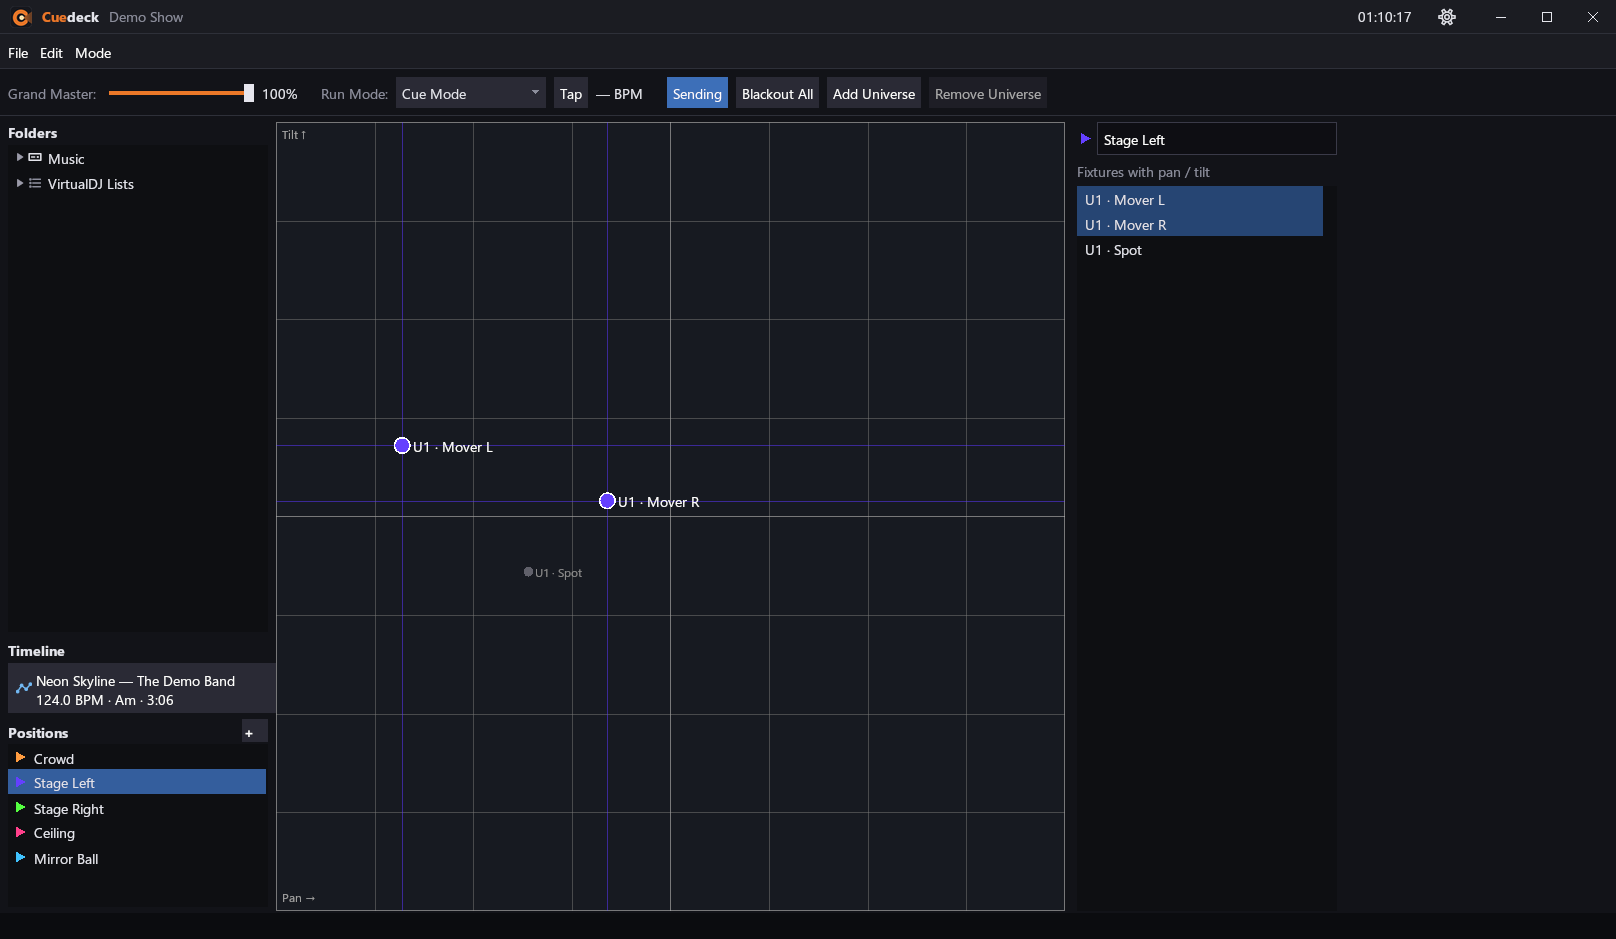 Cuedeck Demo Show 01:10:17
File Edit Mode
Grand Master: 100% Run Mode: Cue Mode Tap — BPM Sending Blackout All Add Universe Remove Universe
Folders
Music
VirtualDJ Lists
Timeline
Neon Skyline — The Demo Band
124.0 BPM · Am · 3:06
Positions +
Crowd
Stage Left
Stage Right
Ceiling
Mirror Ball
Tilt ↑
U1 · Mover L
U1 · Mover R
U1 · Spot
Pan →
Stage Left
Fixtures with pan / tilt
U1 · Mover L
U1 · Mover R
U1 · Spot